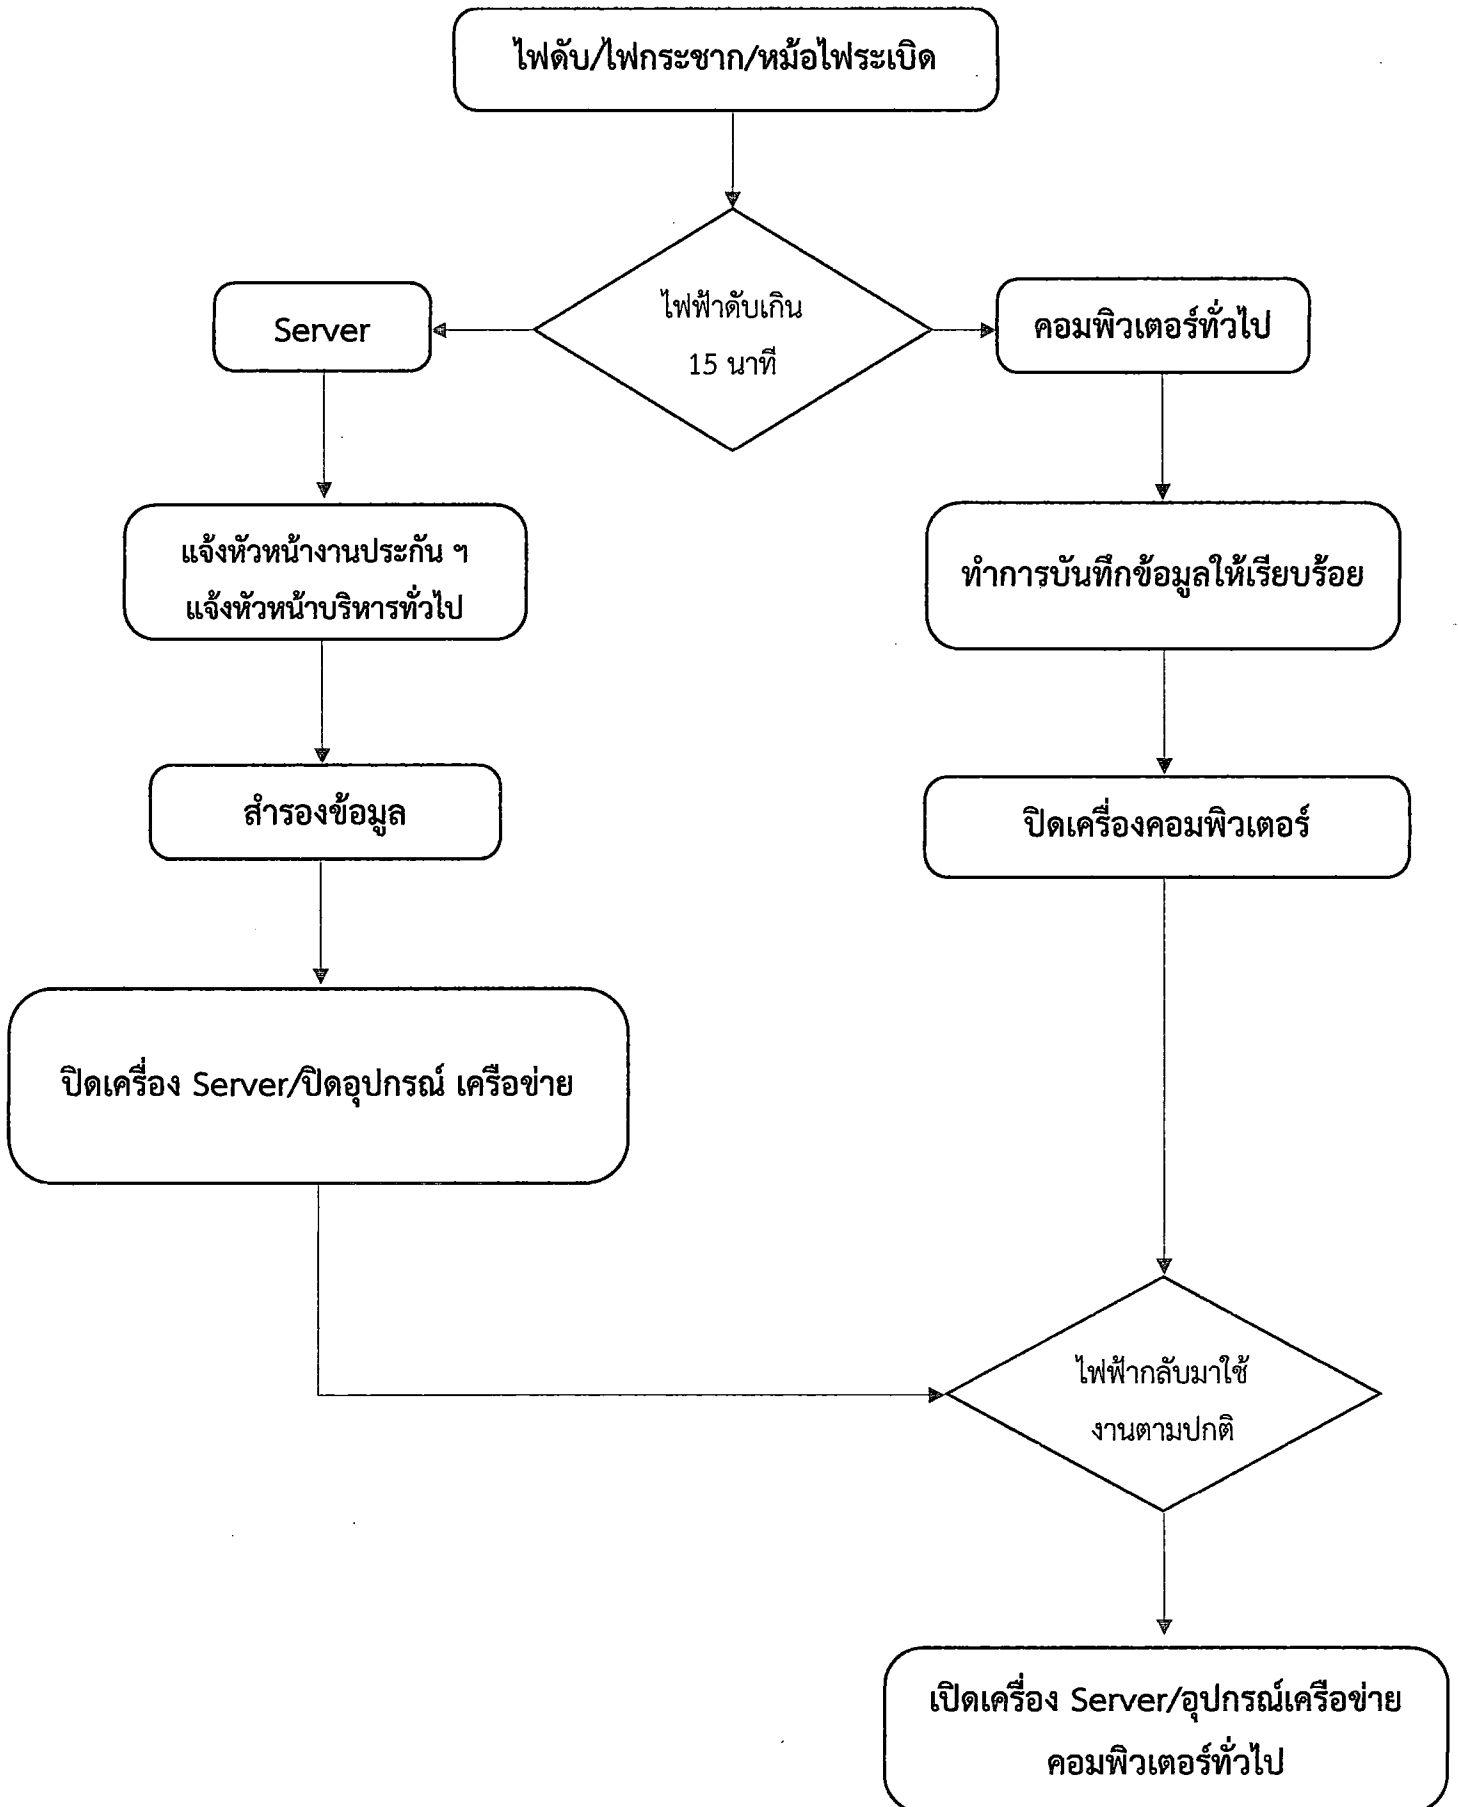 ไฟดับ/ไฟกระชาก/หม้อไฟระเบิด
ไฟฟ้าดับเกิน
15 นาที
Server
คอมพิวเตอร์ทั่วไป
แจ้งหัวหน้างานประกัน ฯ
แจ้งหัวหน้าบริหารทั่วไป
ทำการบันทึกข้อมูลให้เรียบร้อย
สำรองข้อมูล
ปิดเครื่องคอมพิวเตอร์
ปิดเครื่อง Server/ปิดอุปกรณ์ เครือข่าย
ไฟฟ้ากลับมาใช้
งานตามปกติ
เปิดเครื่อง Server/อุปกรณ์เครือข่าย
คอมพิวเตอร์ทั่วไป